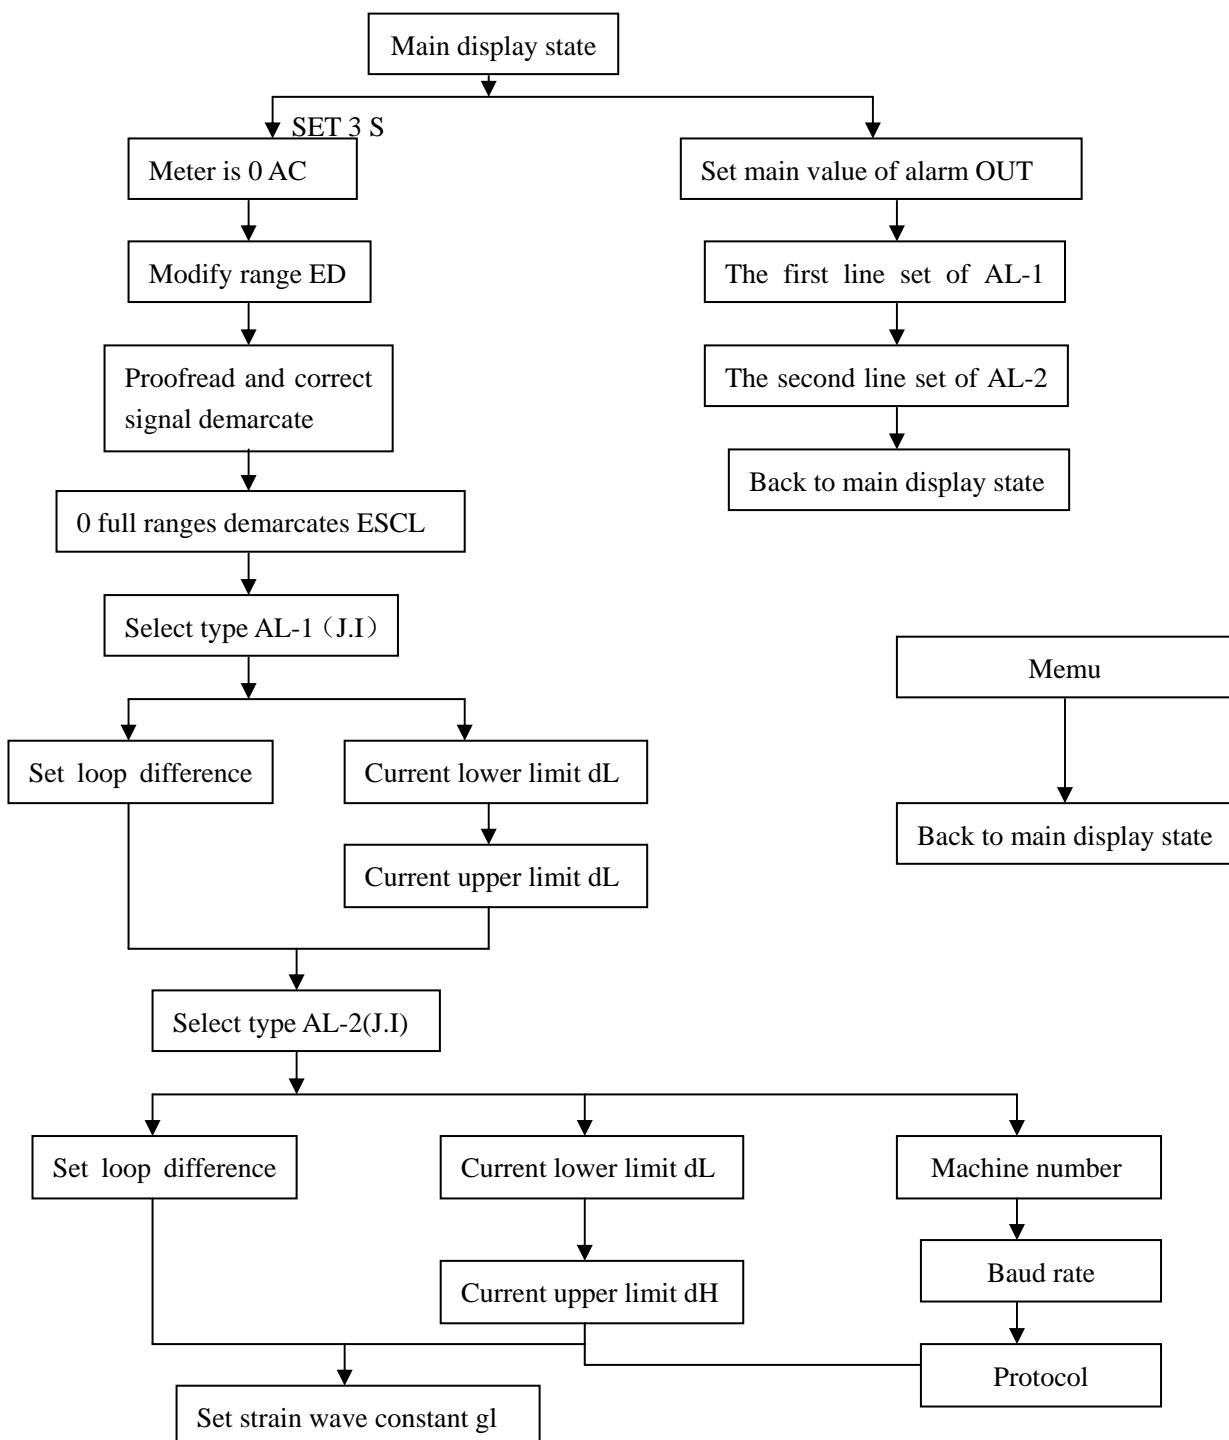 Main display state
SET 3 S
Meter is 0 AC
Set main value of alarm OUT
Modify range ED
The first line set of AL-1
Proofread and correct
signal demarcate
The second line set of AL-2
Back to main display state
0 full ranges demarcates ESCL
Select type AL-1（J.I）
Memu
Set loop difference
Current lower limit dL
Back to main display state
Current upper limit dL
Select type AL-2(J.I)
Set loop difference
Current lower limit dL
Machine number
Current upper limit dH
Baud rate
Protocol
Set strain wave constant gl